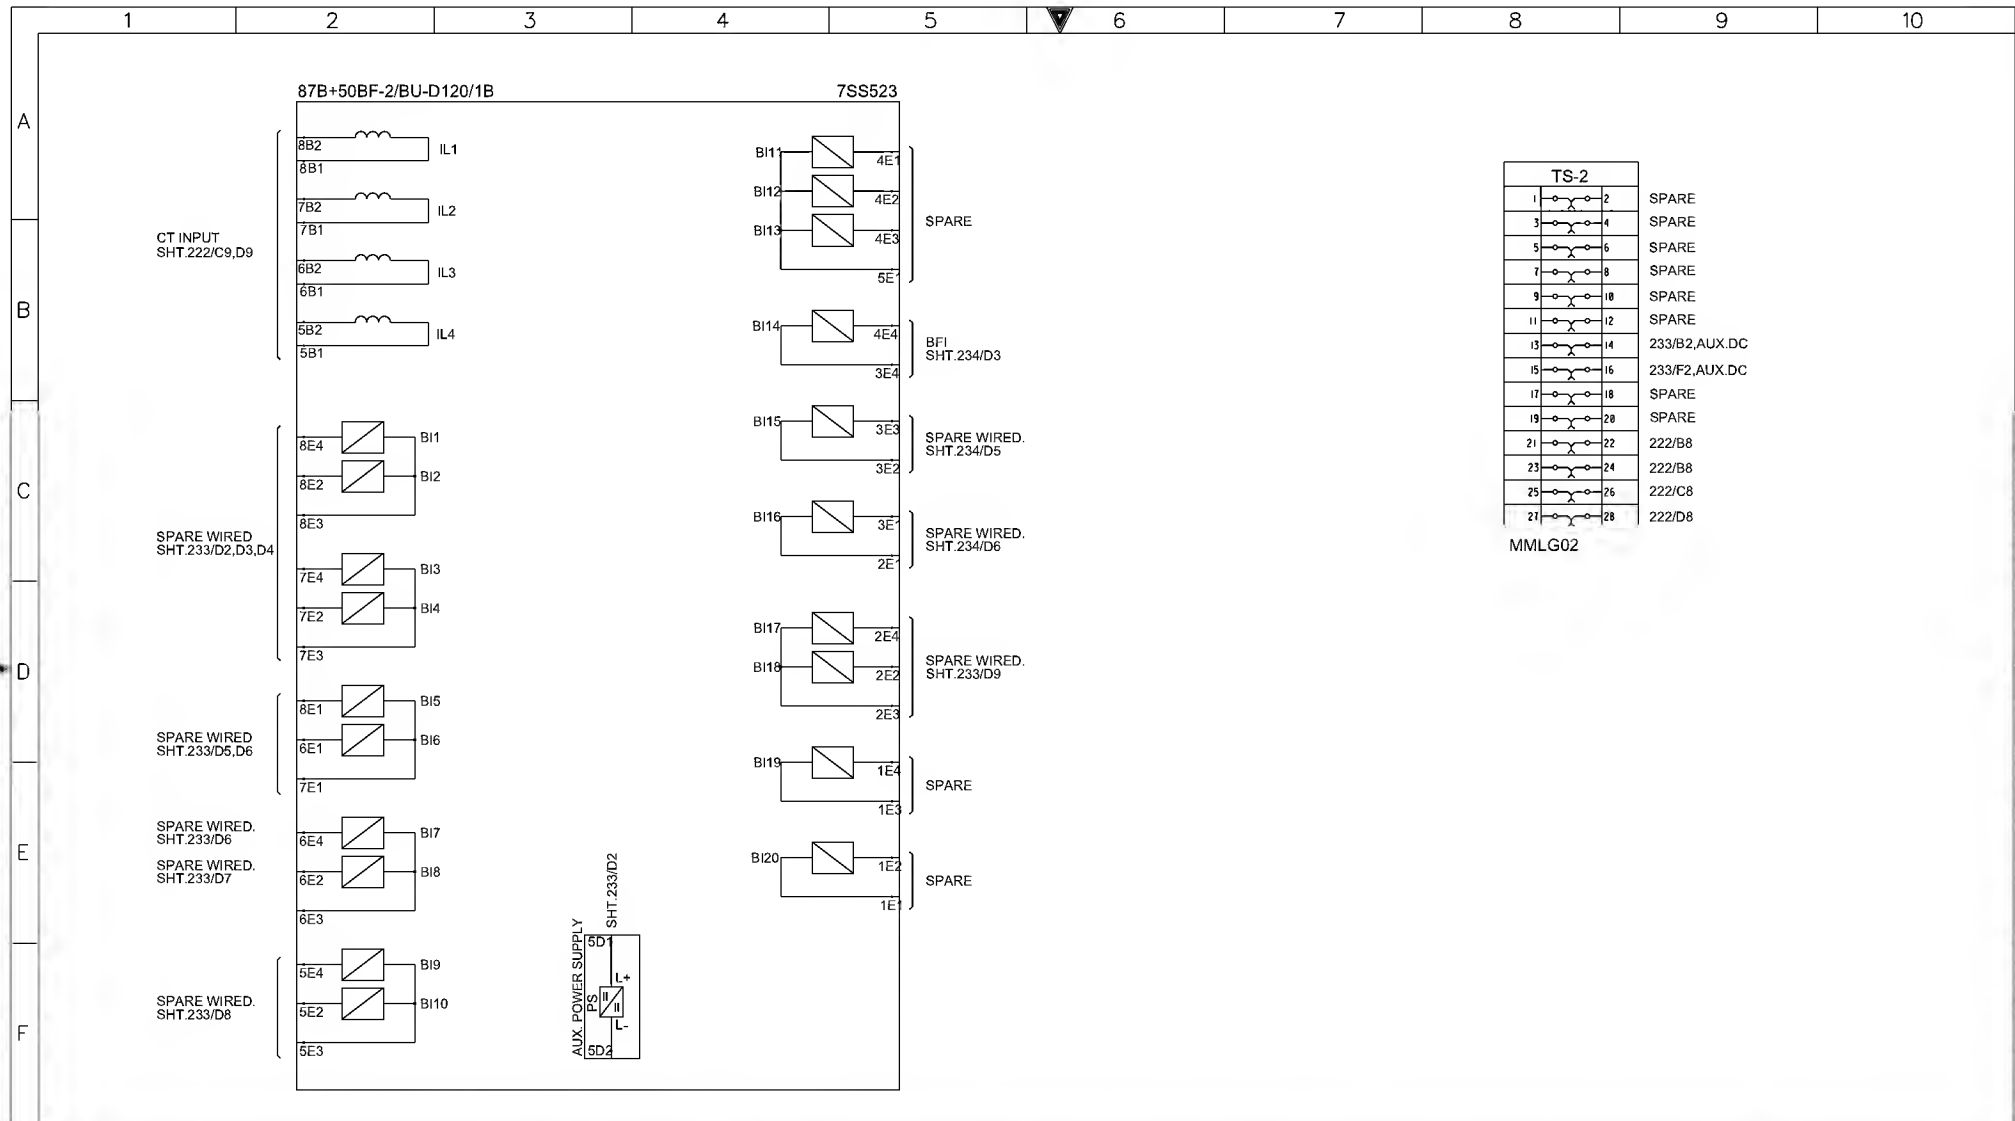 1 2 3 4 5 6 7 8 9 10
A
B
C
D
E
F
87B+50BF-2/BU-D120/1B
7SS523
CT INPUT
SHT.222/C9,D9
8B2
8B1
IL1
7B2
7B1
IL2
6B2
6B1
IL3
5B2
5B1
IL4
SPARE WIRED
SHT.233/D2,D3,D4
8E4
BI1
8E2
BI2
8E3
7E4
BI3
7E2
BI4
7E3
SPARE WIRED
SHT.233/D5,D6
8E1
BI5
6E1
BI6
7E1
SPARE WIRED.
SHT.233/D6
6E4
BI7
SPARE WIRED.
SHT.233/D7
6E2
BI8
6E3
SPARE WIRED.
SHT.233/D8
5E4
BI9
5E2
BI10
5E3
AUX. POWER SUPPLY
PS
SHT.233/D2
5D1
L+
L-
5D2
BI11
4E1
BI12
4E2
BI13
4E3
5E1
SPARE
BI14
4E4
3E4
BFI
SHT.234/D3
BI15
3E3
3E2
SPARE WIRED.
SHT.234/D5
BI16
3E1
2E1
SPARE WIRED.
SHT.234/D6
BI17
2E4
BI18
2E2
2E3
SPARE WIRED.
SHT.233/D9
BI19
1E4
1E3
SPARE
BI20
1E2
1E1
SPARE
TS-2
1 2 SPARE
3 4 SPARE
5 6 SPARE
7 8 SPARE
9 10 SPARE
11 12 SPARE
13 14 233/B2,AUX.DC
15 16 233/F2,AUX.DC
17 18 SPARE
19 20 SPARE
21 22 222/B8
23 24 222/B8
25 26 222/C8
27 28 222/D8
MMLG02